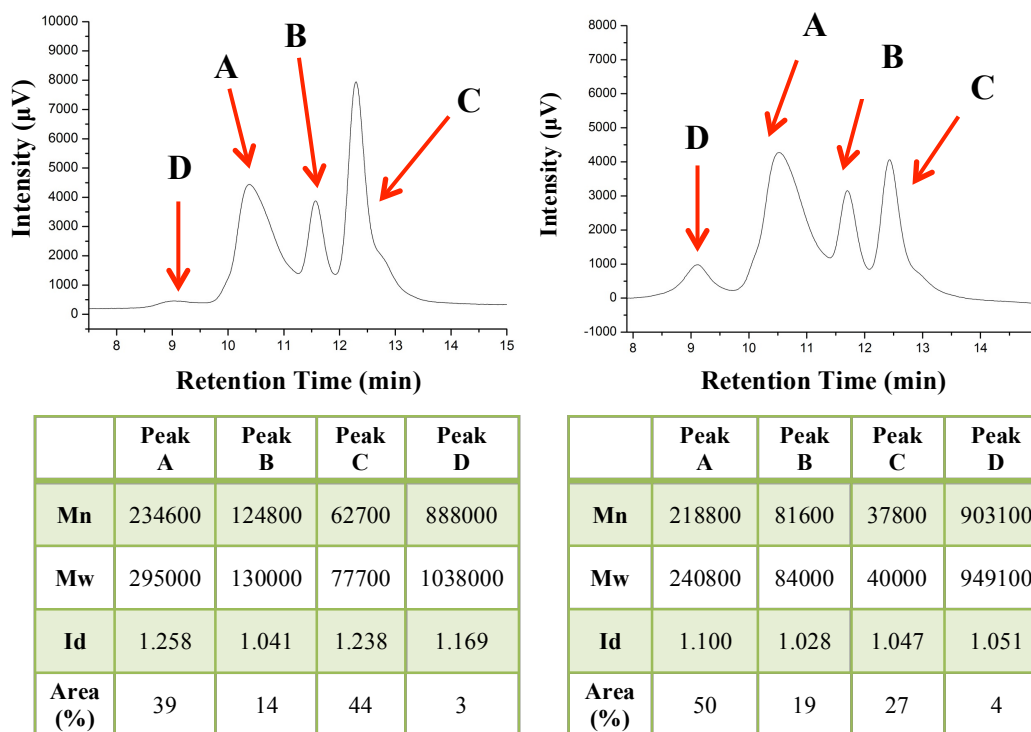 10000
9000
8000
7000
6000
5000
4000
3000
2000
1000
0
Intensity (µV)
A
B
C
D
8 9 10 11 12 13 14 15
Retention Time (min)
8000
7000
6000
5000
4000
3000
2000
1000
0
-1000
Intensity (µV)
A
B
C
D
8 9 10 11 12 13 14
Retention Time (min)
Peak A Peak B Peak C Peak D
Mn 234600 124800 62700 888000
Mw 295000 130000 77700 1038000
Id 1.258 1.041 1.238 1.169
Area (%) 39 14 44 3
Peak A Peak B Peak C Peak D
Mn 218800 81600 37800 903100
Mw 240800 84000 40000 949100
Id 1.100 1.028 1.047 1.051
Area (%) 50 19 27 4